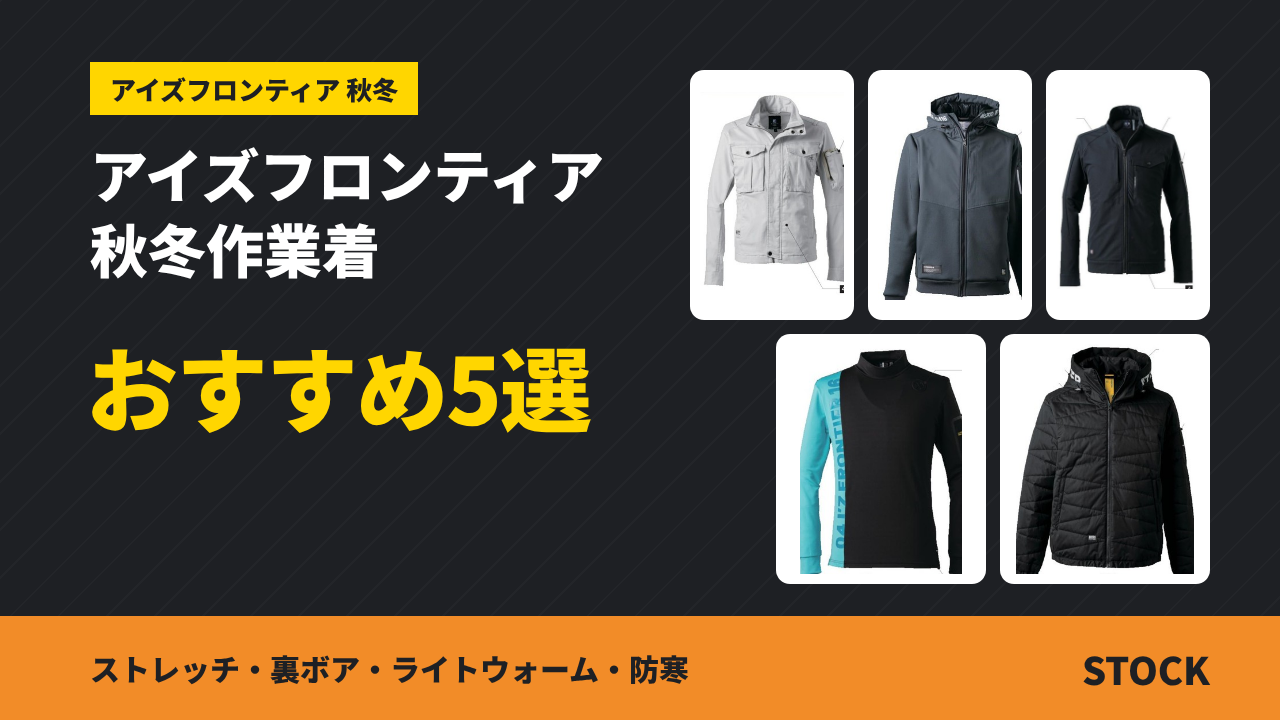 アイズフロンティア 秋冬
アイズフロンティア
秋冬作業着
おすすめ5選
ストレッチ・裏ボア・ライトウォーム・防寒
STOCK